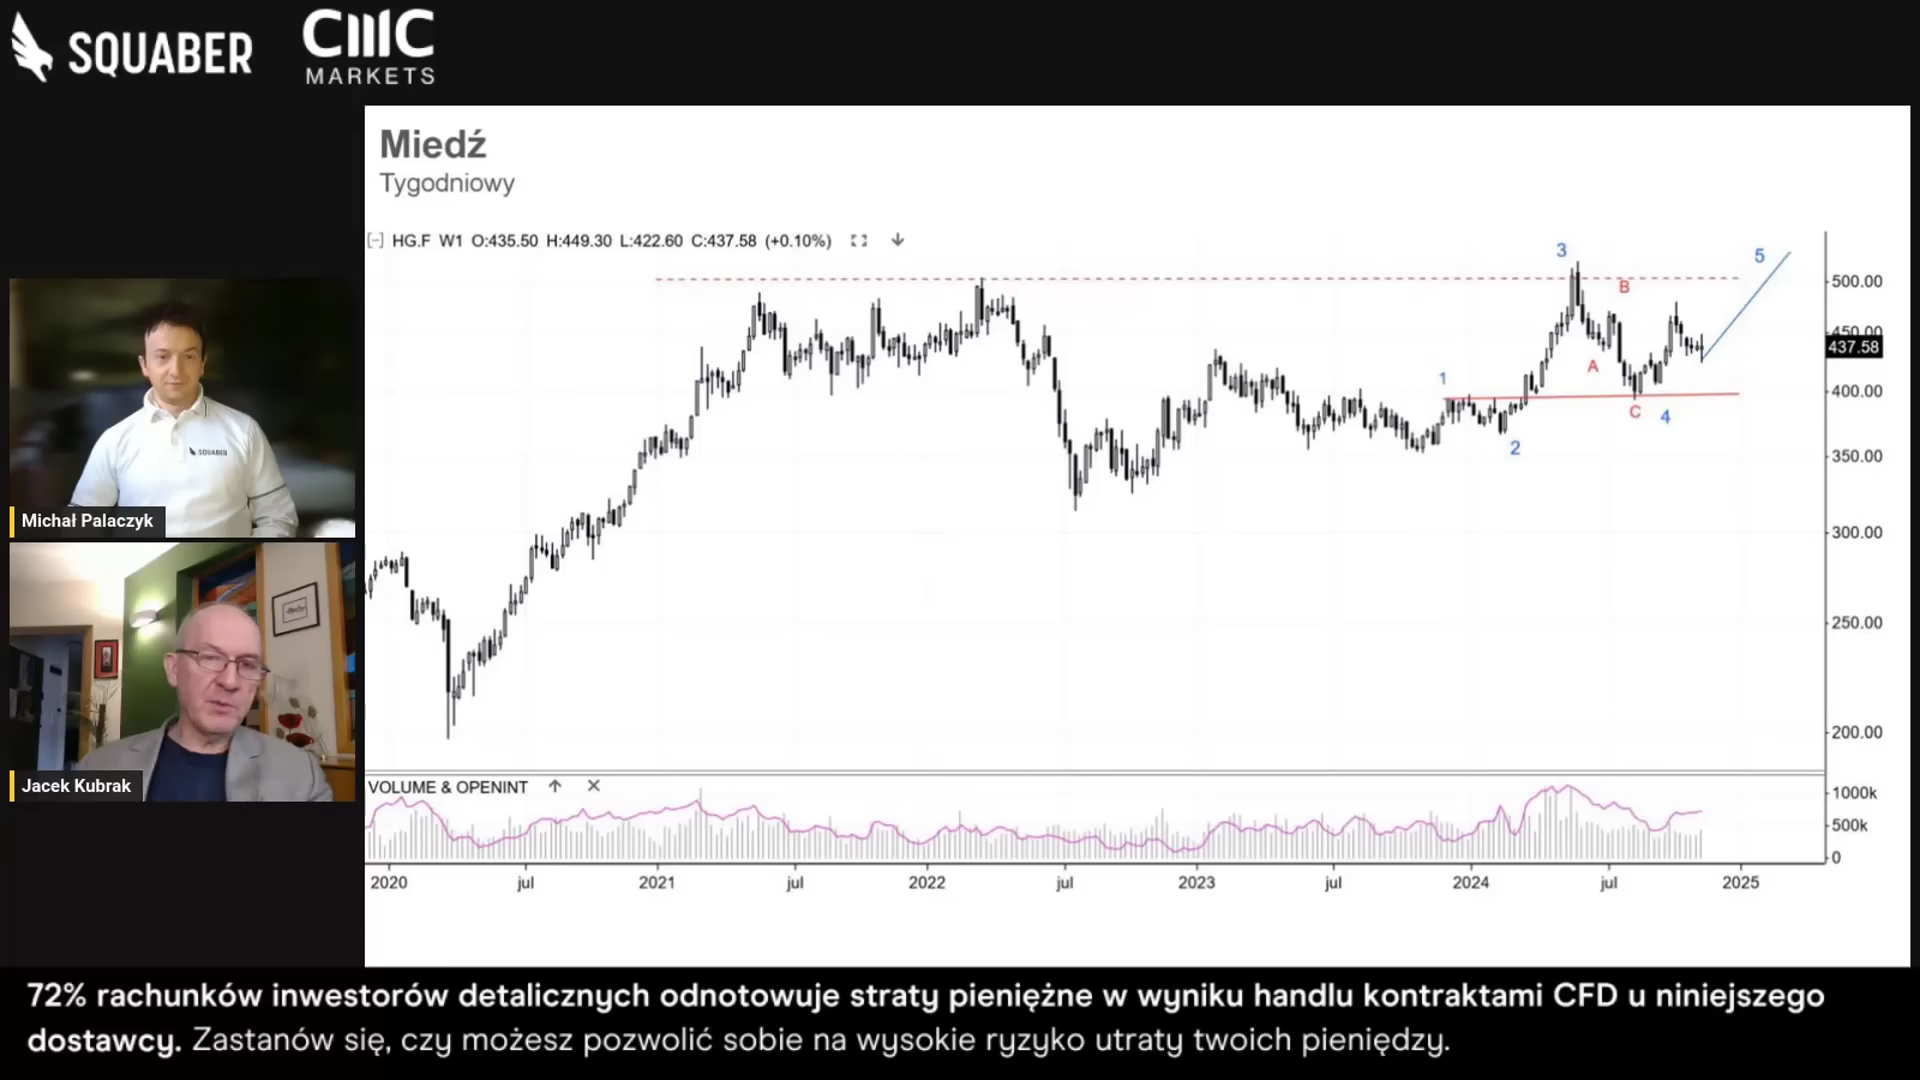 SQUABER
CMC
MARKETS
Miedź
Tygodniowy
HG.F W1 O:435.50 H:449.30 L:422.60 C:437.58 (+0.10%)
3
5
B
500.00
450.00
437.58
A
1
400.00
C
4
2
350.00
300.00
250.00
200.00
SQUABER
Michał Palaczyk
Jacek Kubrak
VOLUME & OPENINT
1000k
500k
0
2020 jul 2021 jul 2022 jul 2023 jul 2024 jul 2025
72% rachunków inwestorów detalicznych odnotowuje straty pieniężne w wyniku handlu kontraktami CFD u niniejszego
dostawcy. Zastanów się, czy możesz pozwolić sobie na wysokie ryzyko utraty twoich pieniędzy.